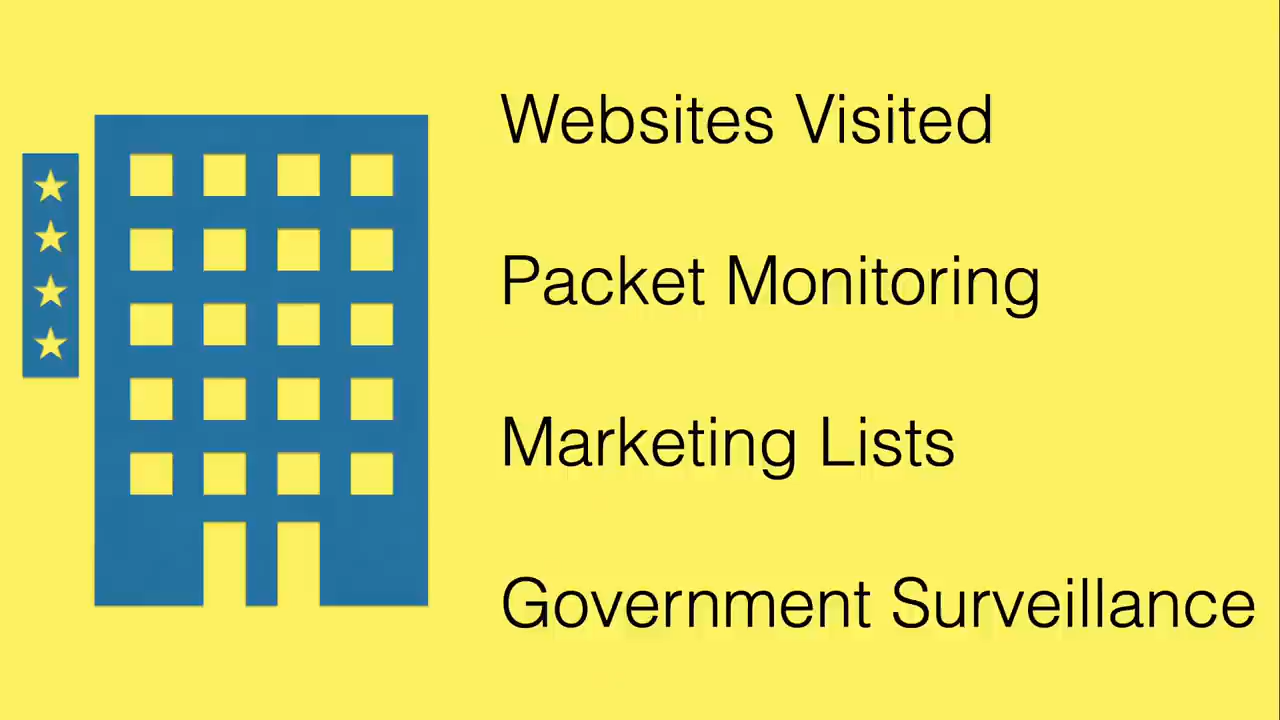 Websites Visited
Packet Monitoring
Marketing Lists
Government Surveillance